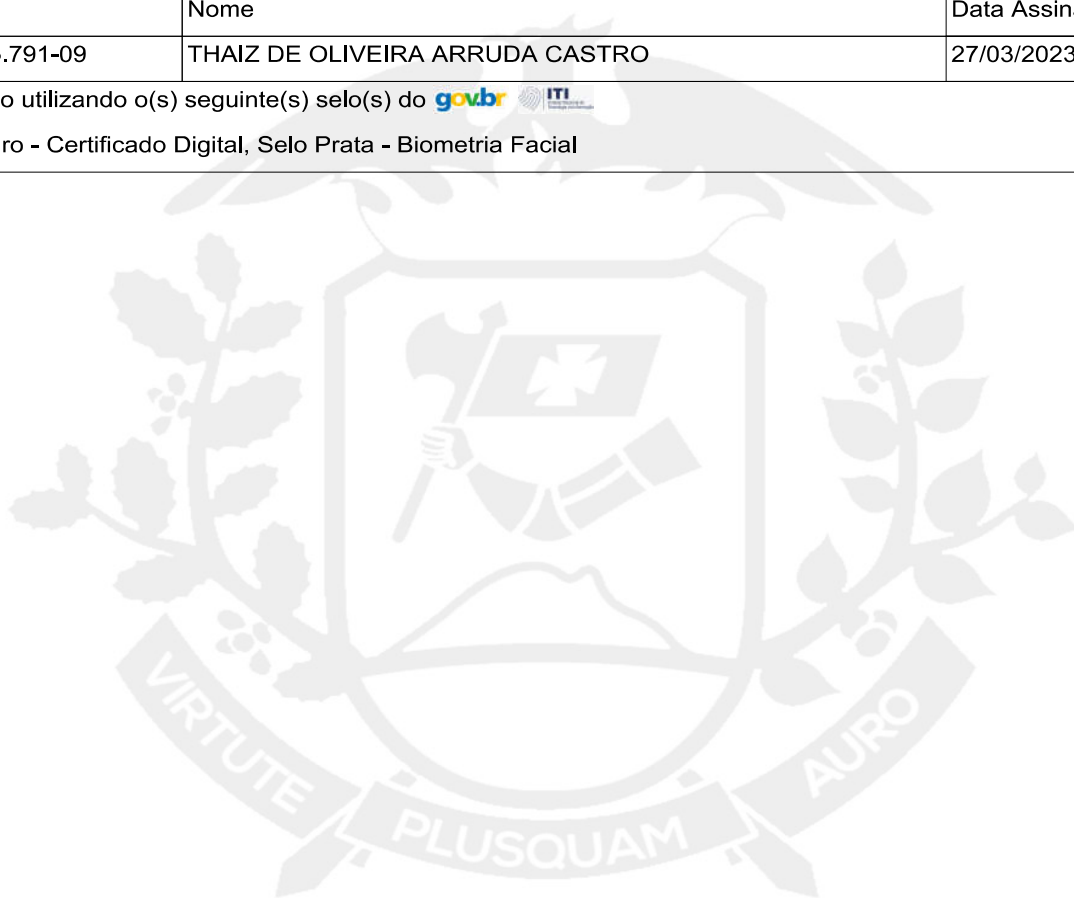 Nome Data Assin
.791-09 THAIZ DE OLIVEIRA ARRUDA CASTRO 27/03/2023
o utilizando o(s) seguinte(s) selo(s) do gov.br ITI
ro - Certificado Digital, Selo Prata - Biometria Facial
VIRTUTE PLUSQUAM AURO